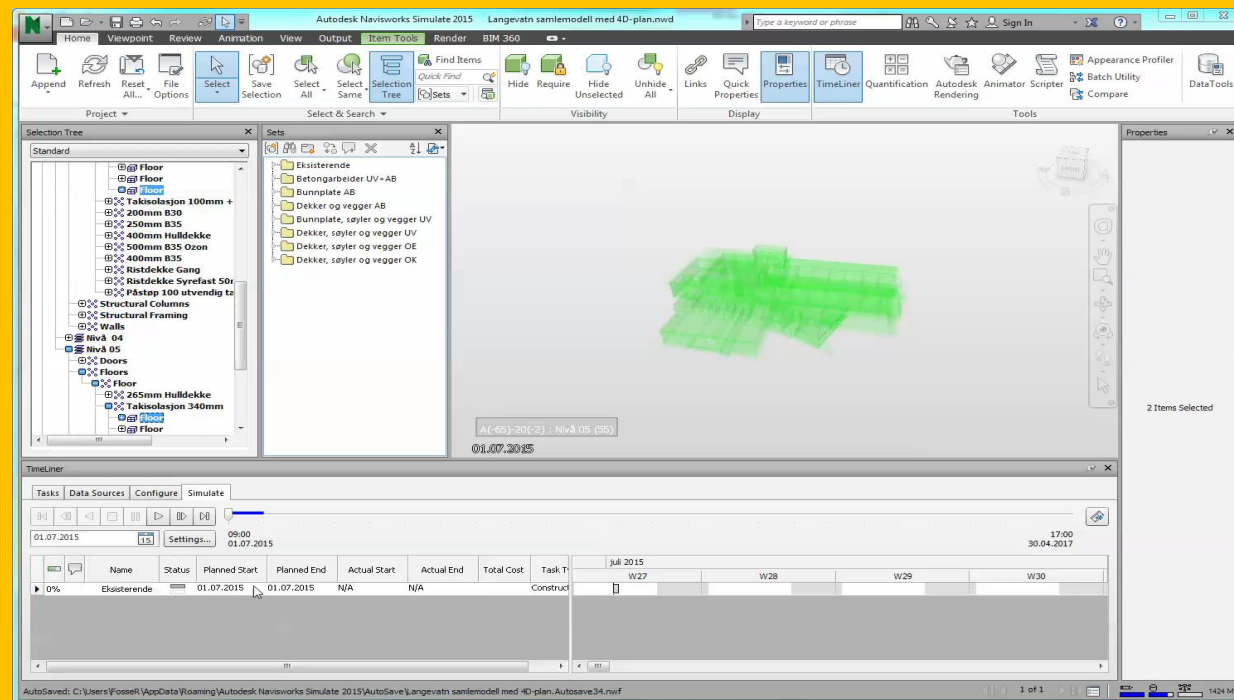 Autodesk Navisworks Simulate 2015 Langevatn samlemodell med 4D-plan.nwd
Type a keyword or phrase
Sign In
Home Viewpoint Review Animation View Output Item Tools Render BIM 360
Append Refresh Reset All... File Options
Select Save Selection Select All Select Same Selection Tree
Find Items
Quick Find
Sets
Hide Require Hide Unselected Unhide All
Links Quick Properties Properties
TimeLiner Quantification Autodesk Rendering Animator Scripter
Appearance Profiler
Batch Utility
Compare
DataTools
Project Select & Search Visibility Display Tools
Selection Tree
Standard
Floor
Floor
Floor
Takisolasjon 100mm +
200mm B30
250mm B35
400mm Hulldekke
500mm B35 Ozon
400mm B35
Ristdekke Gang
Ristdekke Syrefast 50r
Påstøp 100 utvendig ta
Structural Columns
Structural Framing
Walls
Nivå 04
Nivå 05
Doors
Floors
Floor
265mm Hulldekke
Takisolasjon 340mm
Floor
Floor
Sets
Eksisterende
Betongarbeider UV+AB
Bunnplate AB
Dekker og vegger AB
Bunnplate, søyler og vegger UV
Dekker, søyler og vegger UV
Dekker, søyler og vegger OE
Dekker, søyler og vegger OK
A(-65)-20(-2) : Nivå 05 (55)
01.07.2015
Properties
2 Items Selected
TimeLiner
Tasks Data Sources Configure Simulate
01.07.2015 15 Settings...
09:00
01.07.2015
17:00
30.04.2017
Name Status Planned Start Planned End Actual Start Actual End Total Cost Task T
juli 2015
W27 W28 W29 W30
0% Eksisterende 01.07.2015 01.07.2015 N/A N/A Construct
AutoSaved: C:\Users\FosseR\AppData\Roaming\Autodesk Navisworks Simulate 2015\AutoSave\Langevatn samlemodell med 4D-plan.Autosave34.nwf
1 of 1
1424 M